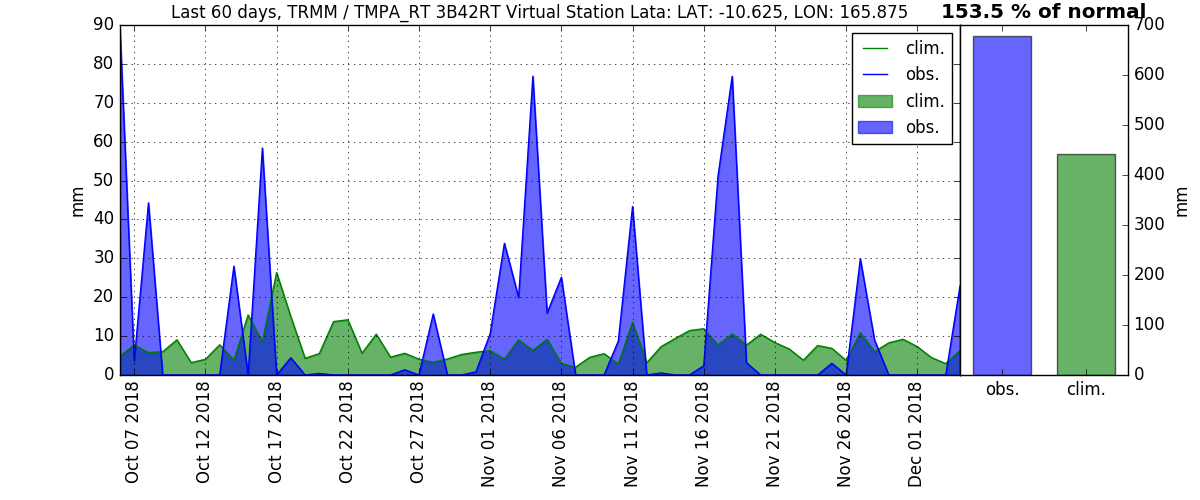 Last 60 days, TRMM / TMPA_RT 3B42RT Virtual Station Lata: LAT: -10.625, LON: 165.875
153.5 % of normal
90
80
70
60
50
40
30
20
10
0
mm
clim.
obs.
clim.
obs.
Oct 07 2018
Oct 12 2018
Oct 17 2018
Oct 22 2018
Oct 27 2018
Nov 01 2018
Nov 06 2018
Nov 11 2018
Nov 16 2018
Nov 21 2018
Nov 26 2018
Dec 01 2018
700
600
500
400
300
200
100
0
mm
obs.
clim.